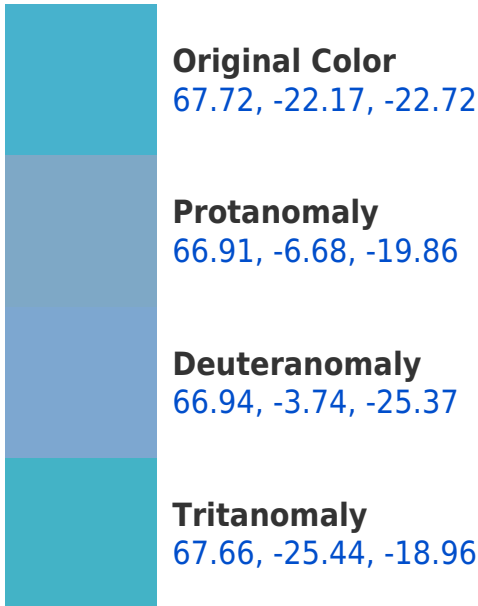 Original Color
67.72, -22.17, -22.72
Protanomaly
66.91, -6.68, -19.86
Deuteranomaly
66.94, -3.74, -25.37
Tritanomaly
67.66, -25.44, -18.96